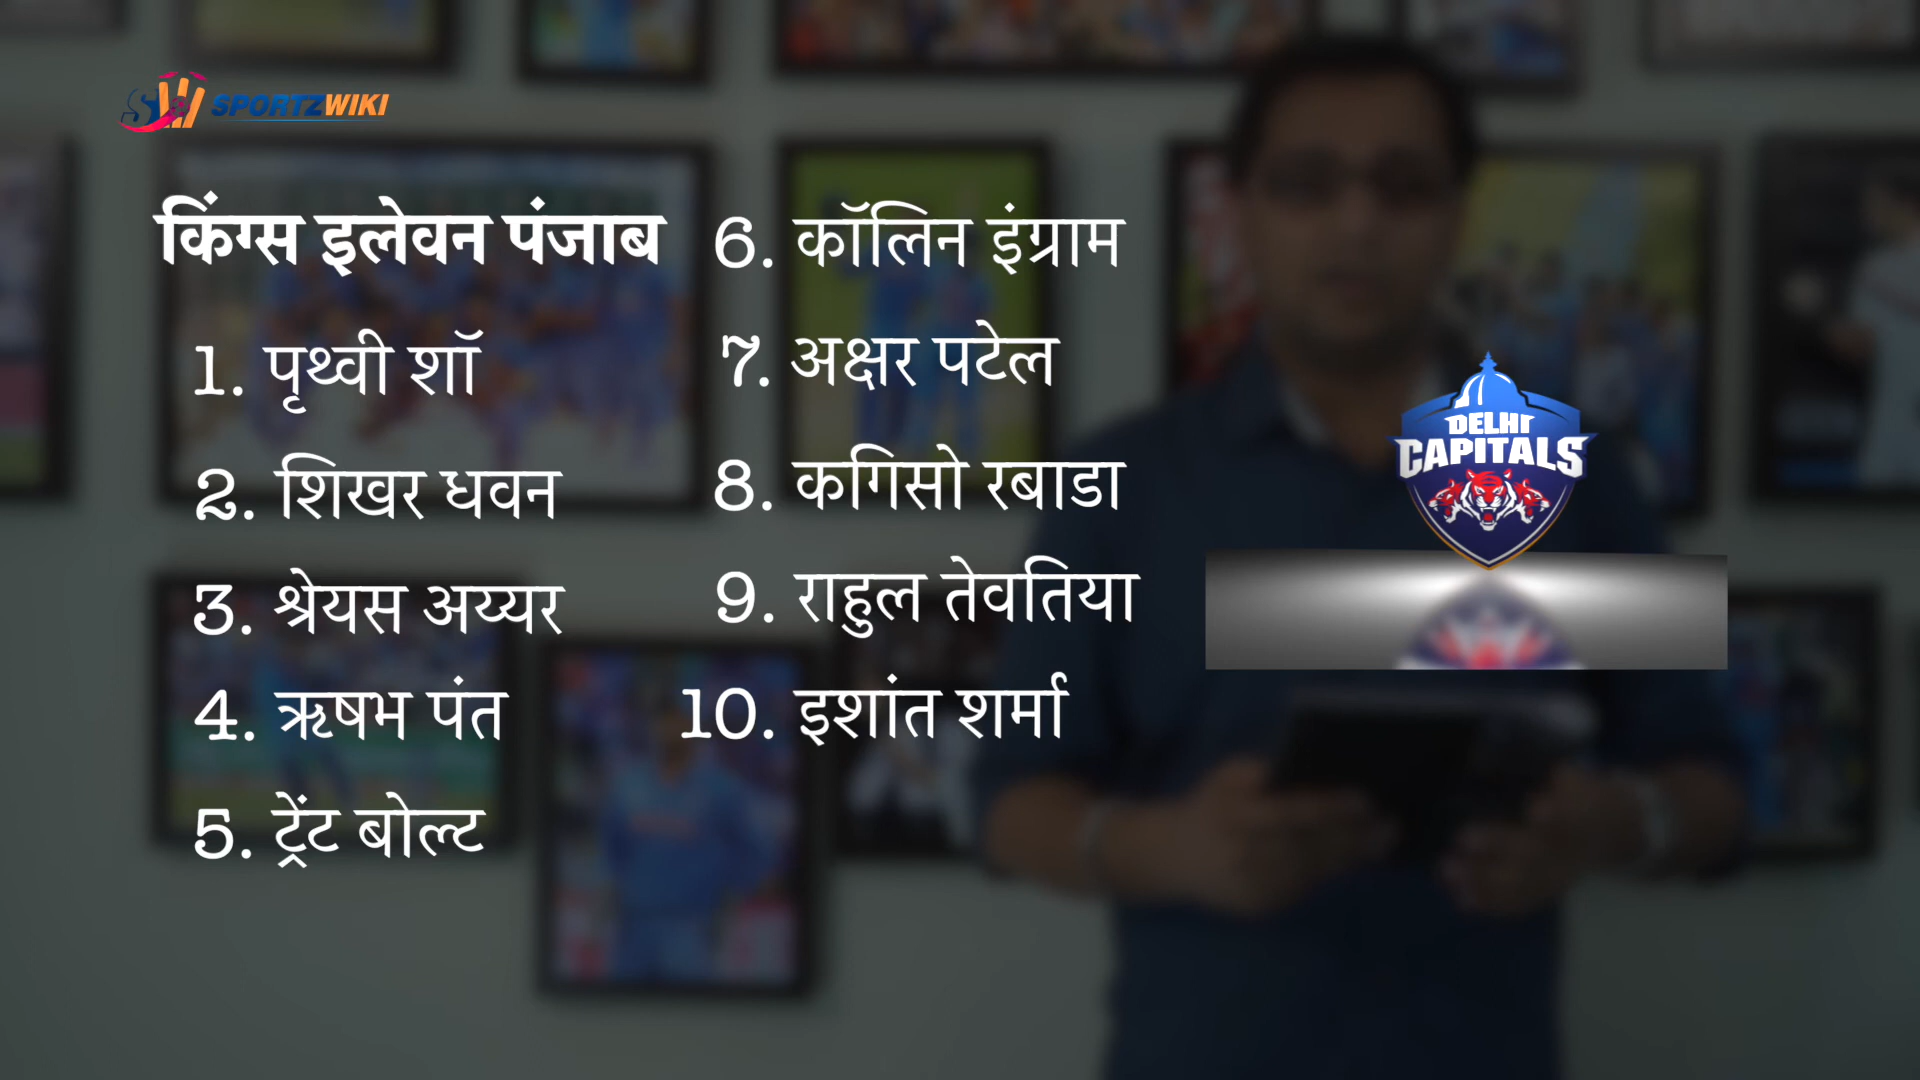 SPORTZWIKI
किंग्स इलेवन पंजाब
1. पृथ्वी शॉ
2. शिखर धवन
3. श्रेयस अय्यर
4. ऋषभ पंत
5. ट्रेंट बोल्ट
6. कॉलिन इंग्राम
7. अक्षर पटेल
8. कगिसो रबाडा
9. राहुल तेवतिया
10. इशांत शर्मा
DELHI
CAPITALS